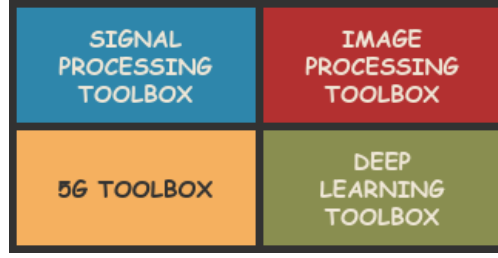 SIGNAL
PROCESSING
TOOLBOX
IMAGE
PROCESSING
TOOLBOX
5G TOOLBOX
DEEP
LEARNING
TOOLBOX